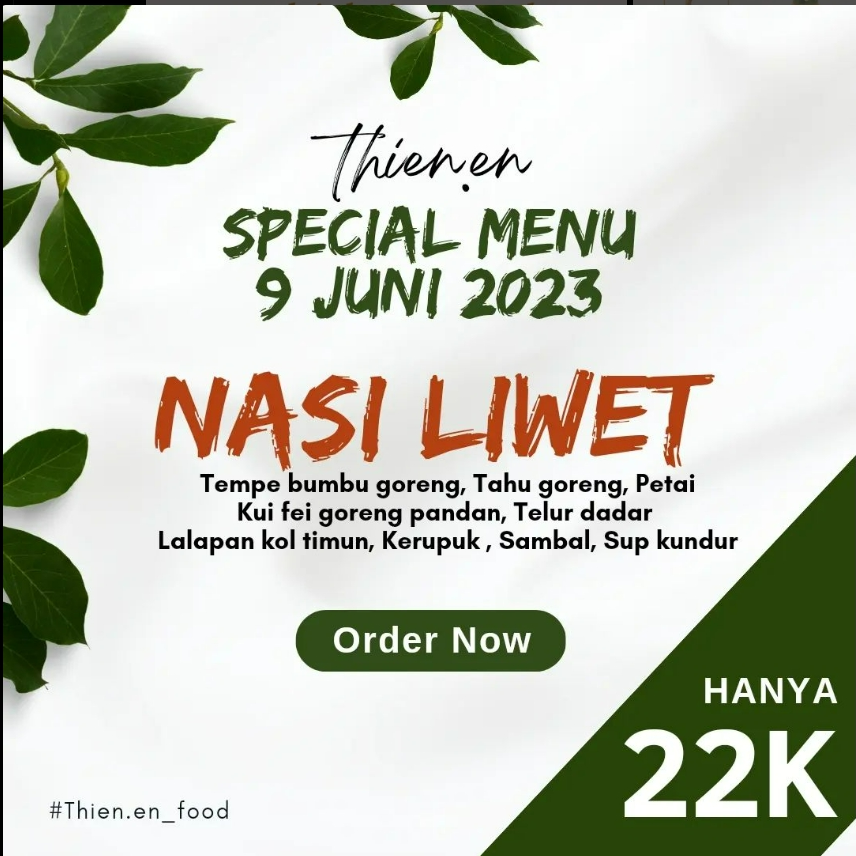 Thien.en
SPECIAL MENU
9 JUNI 2023
NASI LIWET
Tempe bumbu goreng, Tahu goreng, Petai
Kui fei goreng pandan, Telur dadar
Lalapan kol timun, Kerupuk , Sambal, Sup kundur
Order Now
HANYA
22K
#Thien.en_food